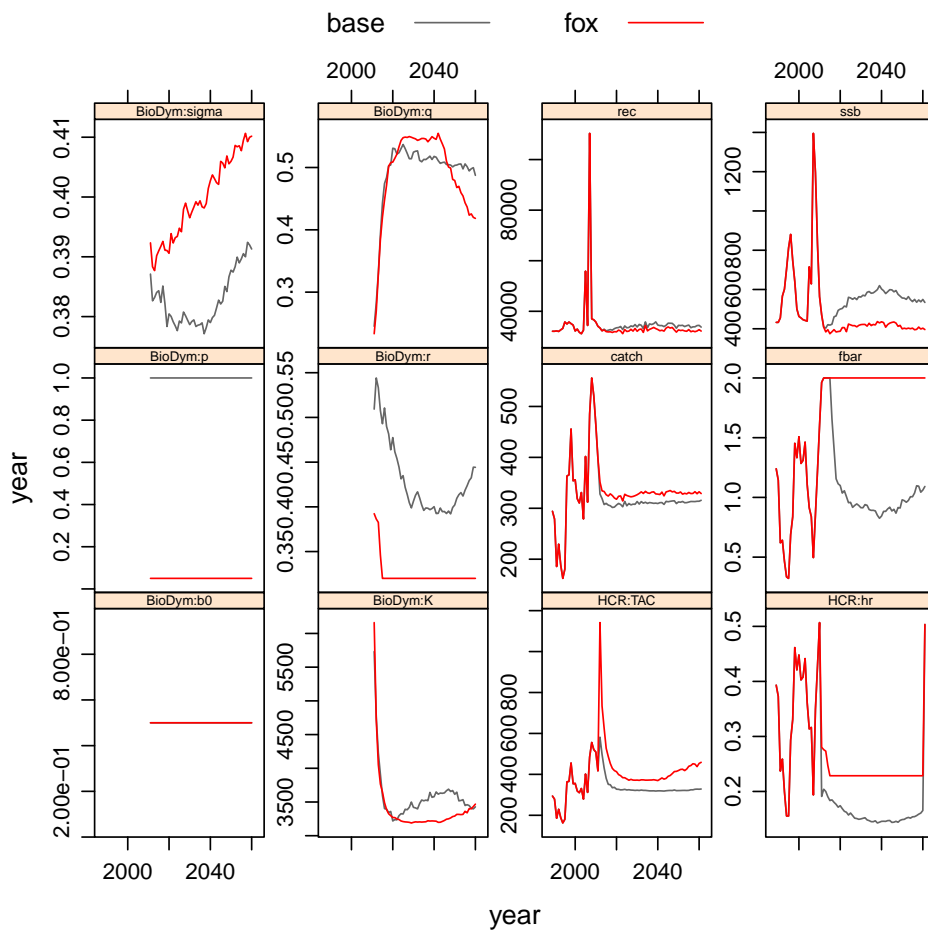 base fox
2000 2040 2000 2040
BioDym:sigma BioDym:q rec ssb
0.38 0.39 0.40 0.41
0.3 0.4 0.5
40000 80000
400 600 800 1200
BioDym:p BioDym:r catch fbar
0.2 0.4 0.6 0.8 1.0
0.35 0.40 0.45 0.50 0.55
200 300 400 500
0.5 1.0 1.5 2.0
BioDym:b0 BioDym:K HCR:TAC HCR:hr
2.00e-01 8.00e-01
3500 4500 5500
200 400 600 800
0.2 0.3 0.4 0.5
year
2000 2040 2000 2040
year